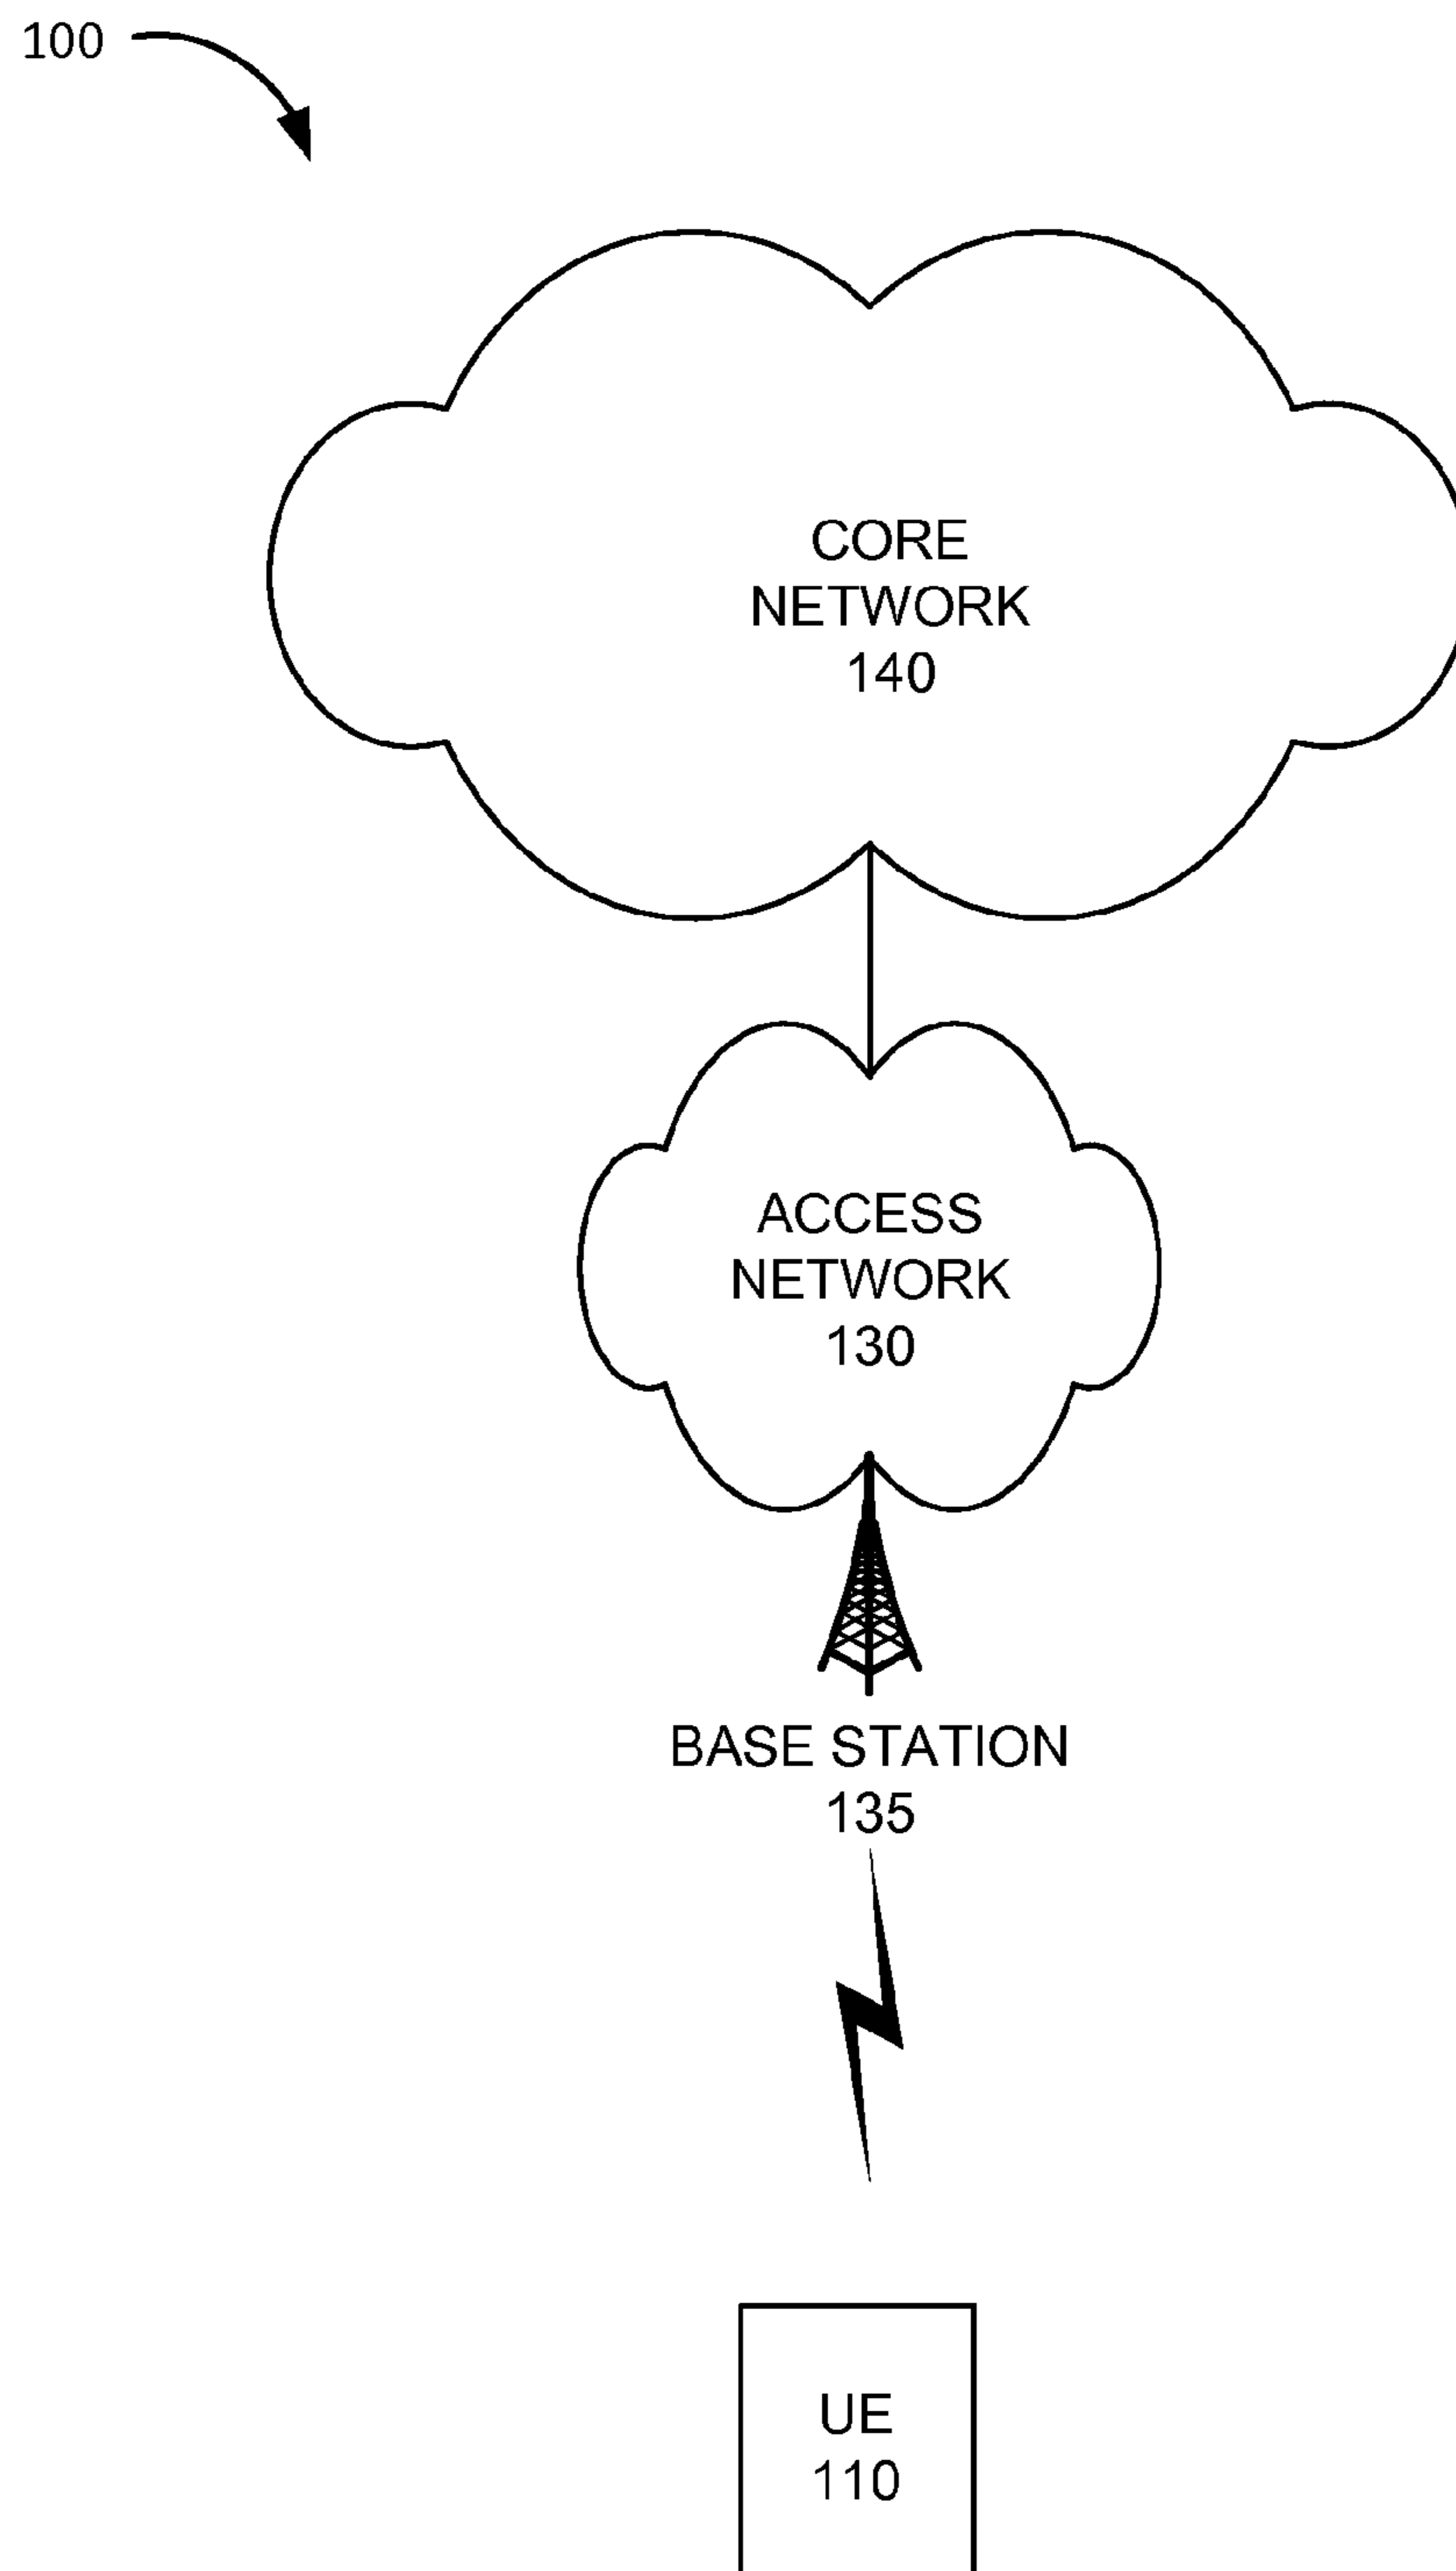 100
CORE
NETWORK
140
ACCESS
NETWORK
130
BASE STATION
135
UE
110